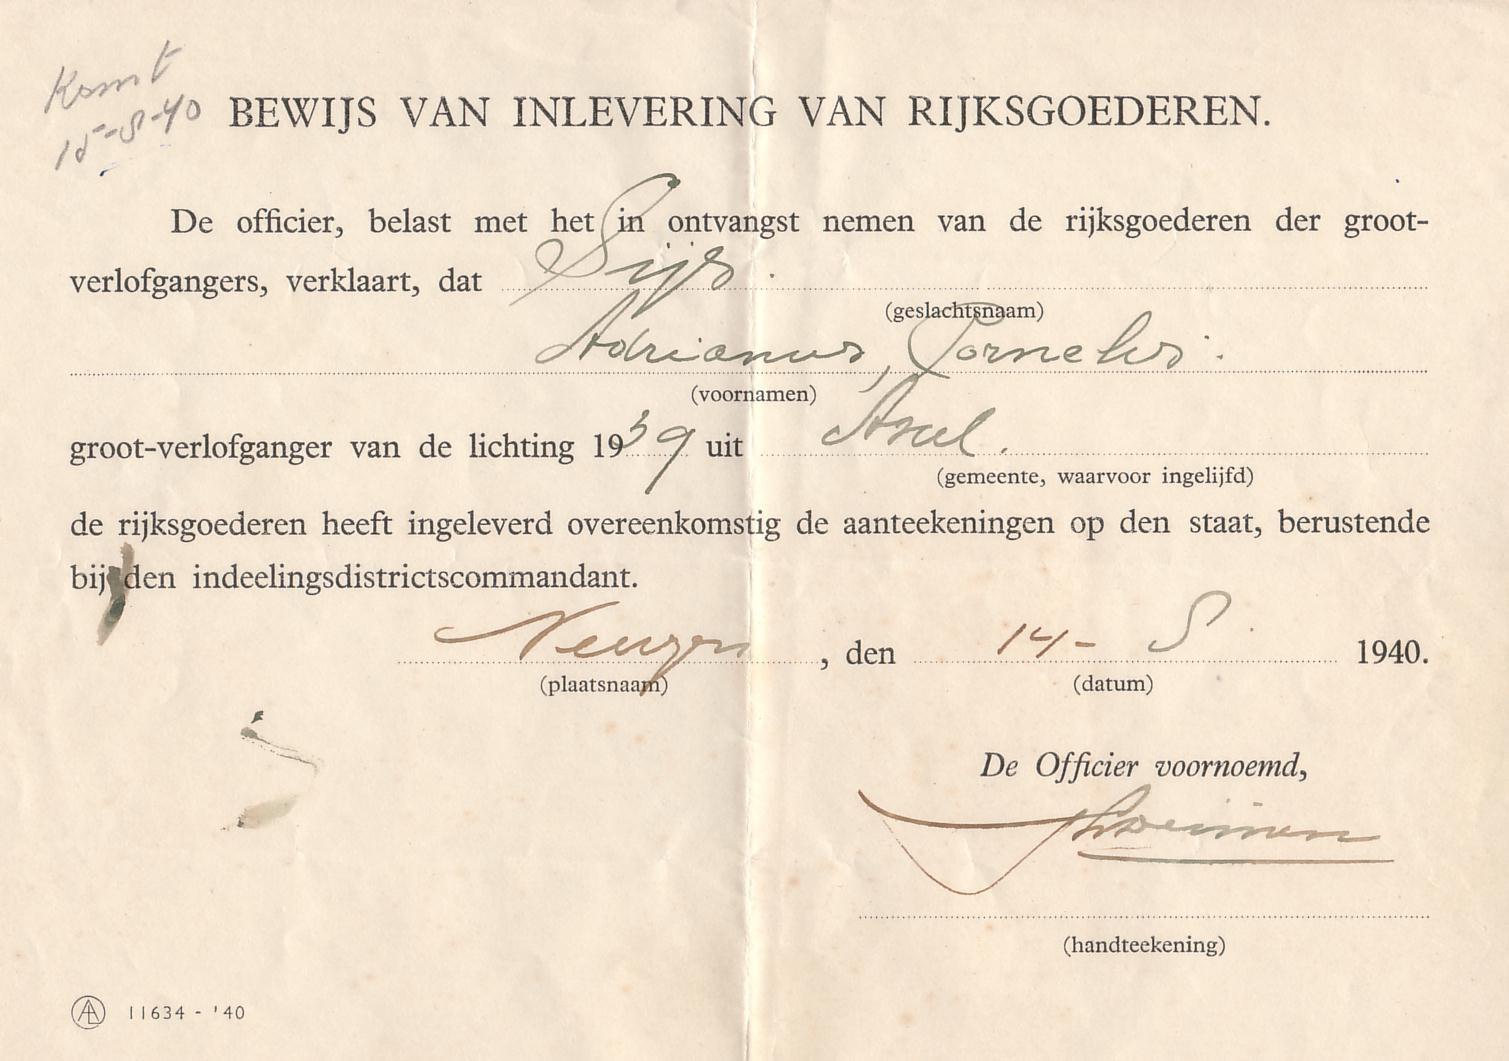 Komt
15-8-40
BEWIJS VAN INLEVERING VAN RIJKSGOEDEREN.
De officier, belast met het in ontvangst nemen van de rijksgoederen der groot-
verlofgangers, verklaart, dat Sijs.
(geslachtsnaam)
Adrianus, Cornelis.
(voornamen)
groot-verlofganger van de lichting 1939 uit Axel.
(gemeente, waarvoor ingelijfd)
de rijksgoederen heeft ingeleverd overeenkomstig de aanteekeningen op den staat, berustende
bij den indeelingsdistrictscommandant.
Neuzen, den 14-8 1940.
(plaatsnaam) (datum)
De Officier voornoemd,
(handteekening)
AL 11634 - '40